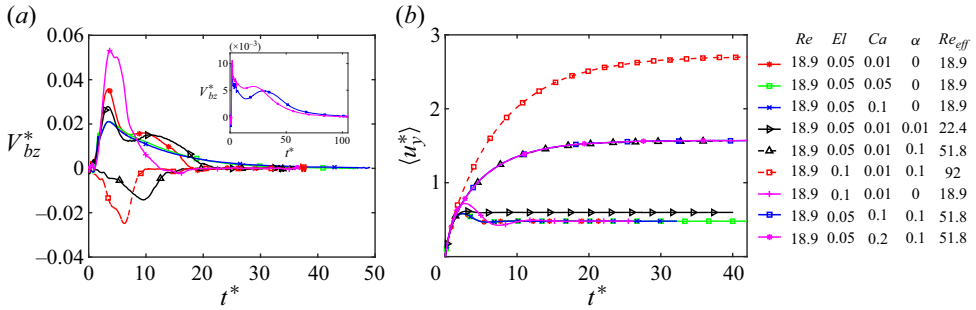 (a)
(b)
(×10⁻³)
10
5
0
V*bz
0 50 100
t*
0.06
0.04
0.02
0
−0.02
−0.04
V*bz
0 10 20 30 40 50
t*
3
2
1
0 10 20 30 40
⟨u*y⟩
t*
Re El Ca α Reeff
18.9 0.05 0.01 0 18.9
18.9 0.05 0.05 0 18.9
18.9 0.05 0.1 0 18.9
18.9 0.05 0.01 0.01 22.4
18.9 0.05 0.01 0.1 51.8
18.9 0.1 0.01 0.1 92
18.9 0.1 0.01 0 18.9
18.9 0.05 0.1 0.1 51.8
18.9 0.05 0.2 0.1 51.8